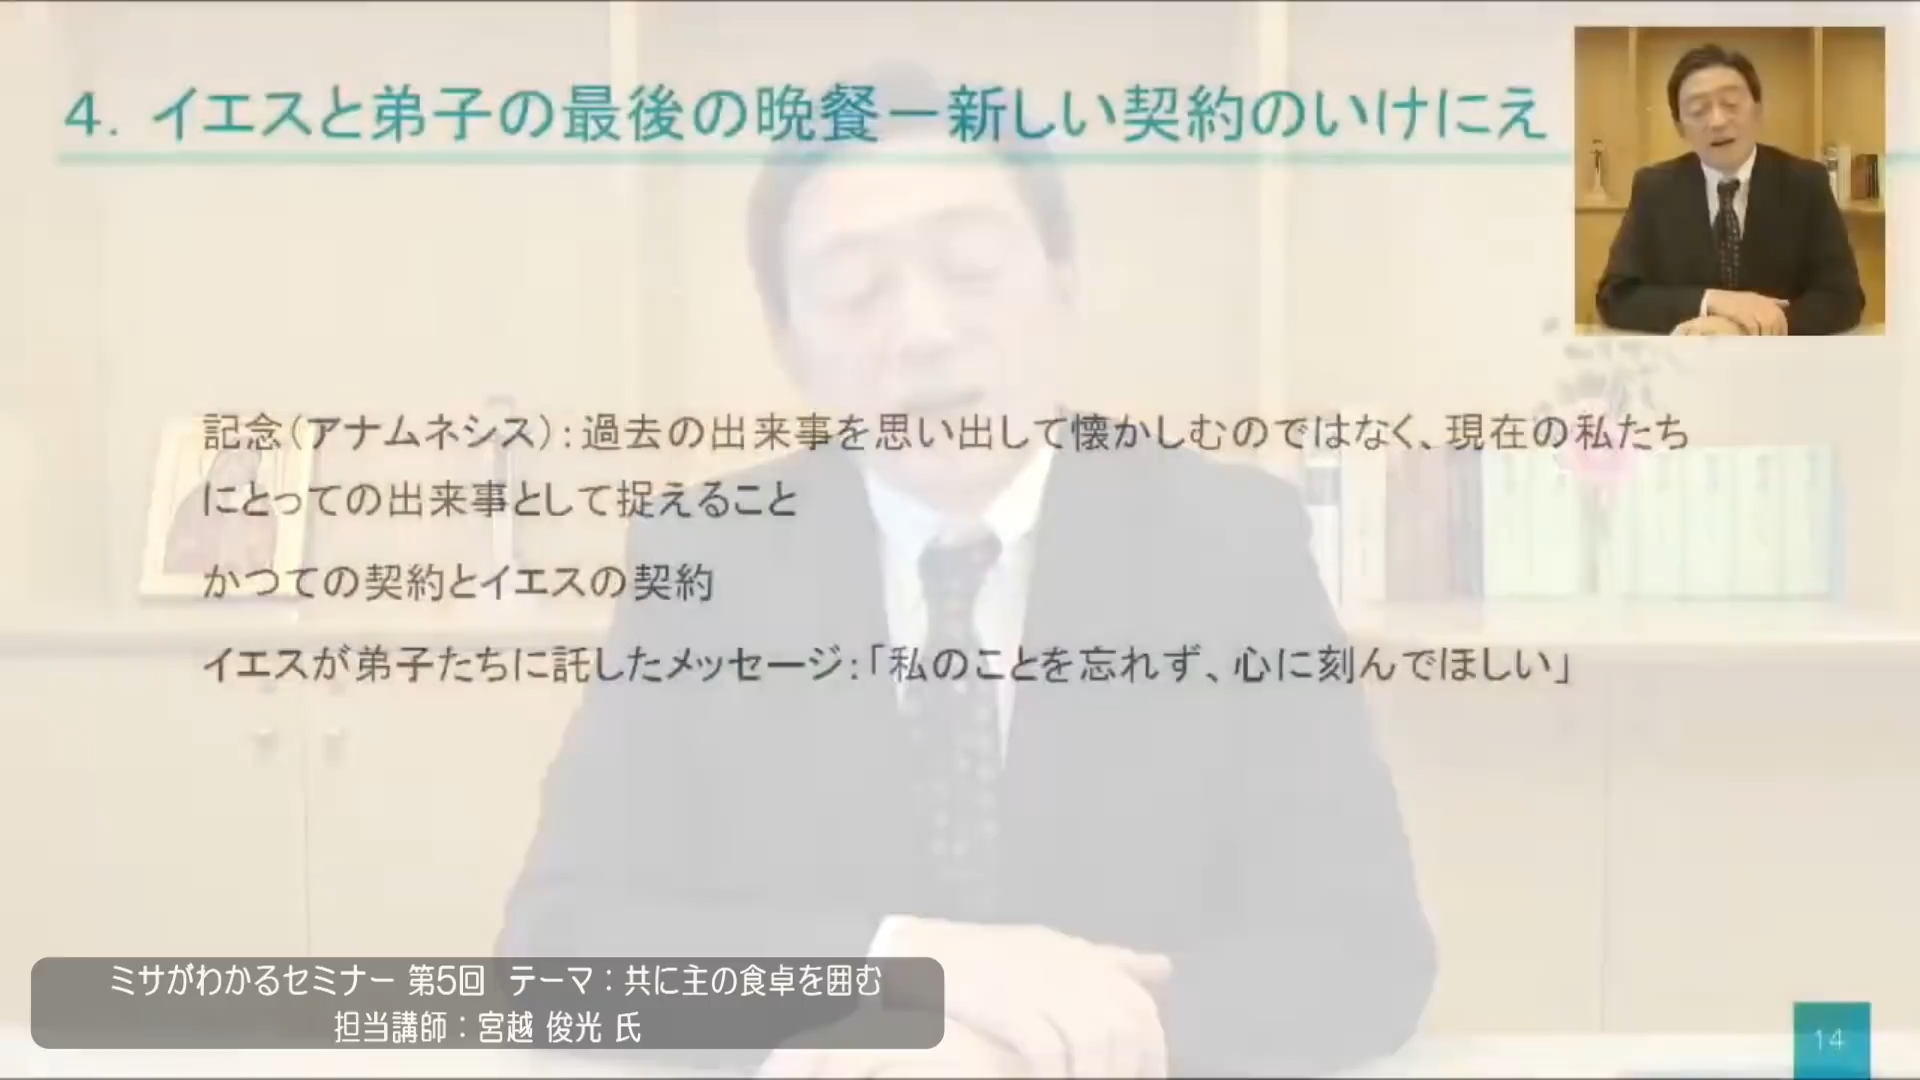 4. イエスと弟子の最後の晩餐－新しい契約のいけにえ
記念(アナムネシス):過去の出来事を思い出して懐かしむのではなく、現在の私たち
にとっての出来事として捉えること
かつての契約とイエスの契約
イエスが弟子たちに託したメッセージ:「私のことを忘れず、心に刻んでほしい」
ミサがわかるセミナー 第5回 テーマ：共に主の食卓を囲む
担当講師：宮越 俊光 氏
14